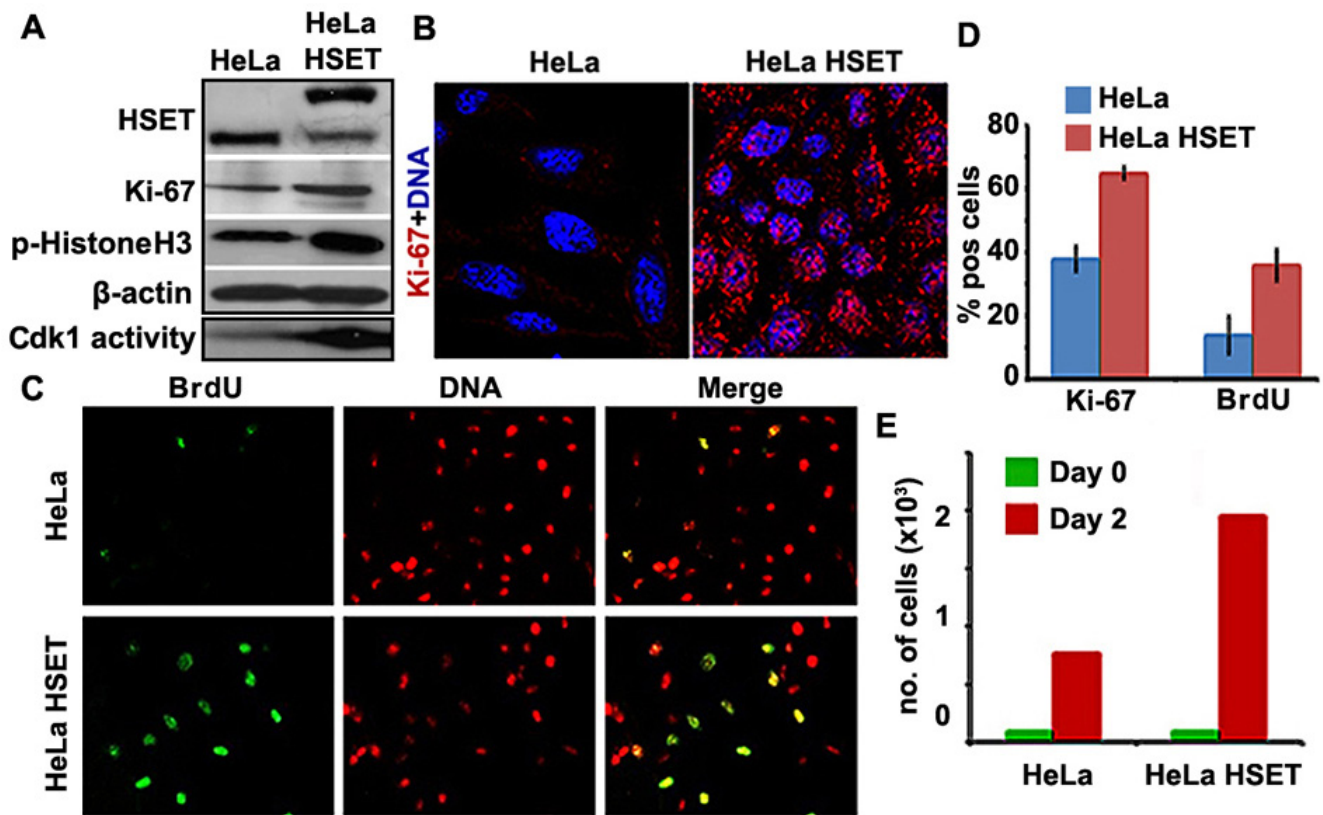 A
HeLa
HeLa
HSET
HSET
Ki-67
p-HistoneH3
β-actin
Cdk1 activity
B
HeLa
HeLa HSET
Ki-67+DNA
C
BrdU
DNA
Merge
HeLa
HeLa HSET
D
HeLa
HeLa HSET
% pos cells
80
60
40
20
0
Ki-67
BrdU
E
Day 0
Day 2
no. of cells (x10³)
2
1
0
HeLa
HeLa HSET